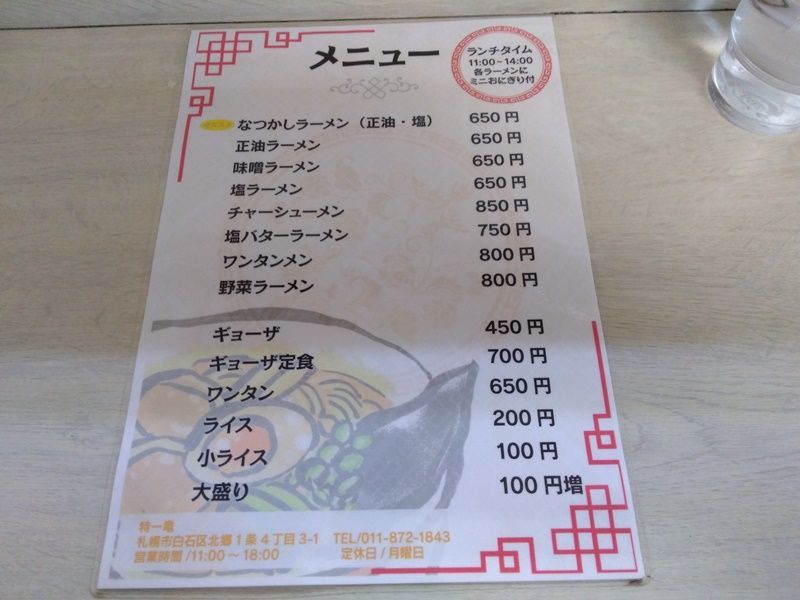 メニュー
ランチタイム
11:00~14:00
各ラーメンに
ミニおにぎり付
なつかしラーメン（正油・塩） 650円
正油ラーメン 650円
味噌ラーメン 650円
塩ラーメン 650円
チャーシューメン 850円
塩バターラーメン 750円
ワンタンメン 800円
野菜ラーメン 800円
ギョーザ 450円
ギョーザ定食 700円
ワンタン 650円
ライス 200円
小ライス 100円
大盛り 100円増
特一竜
札幌市白石区北郷1条4丁目3-1 TEL/011-872-1843
営業時間/11:00～18:00 定休日/月曜日